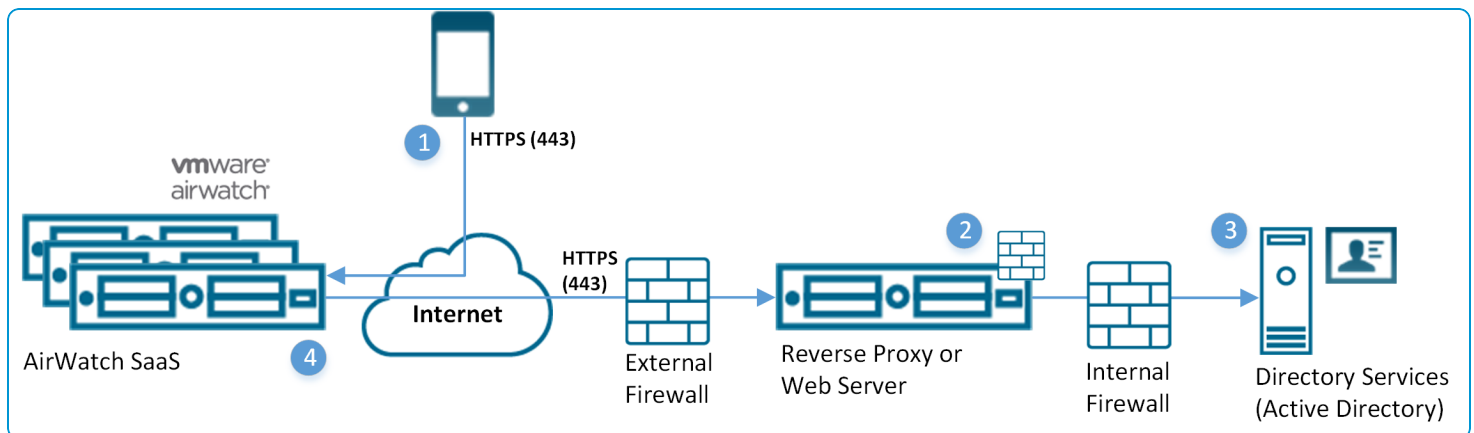 1
HTTPS (443)
vmware®
airwatch®
2
3
HTTPS
(443)
Internet
4
AirWatch SaaS
External
Firewall
Reverse Proxy or
Web Server
Internal
Firewall
Directory Services
(Active Directory)